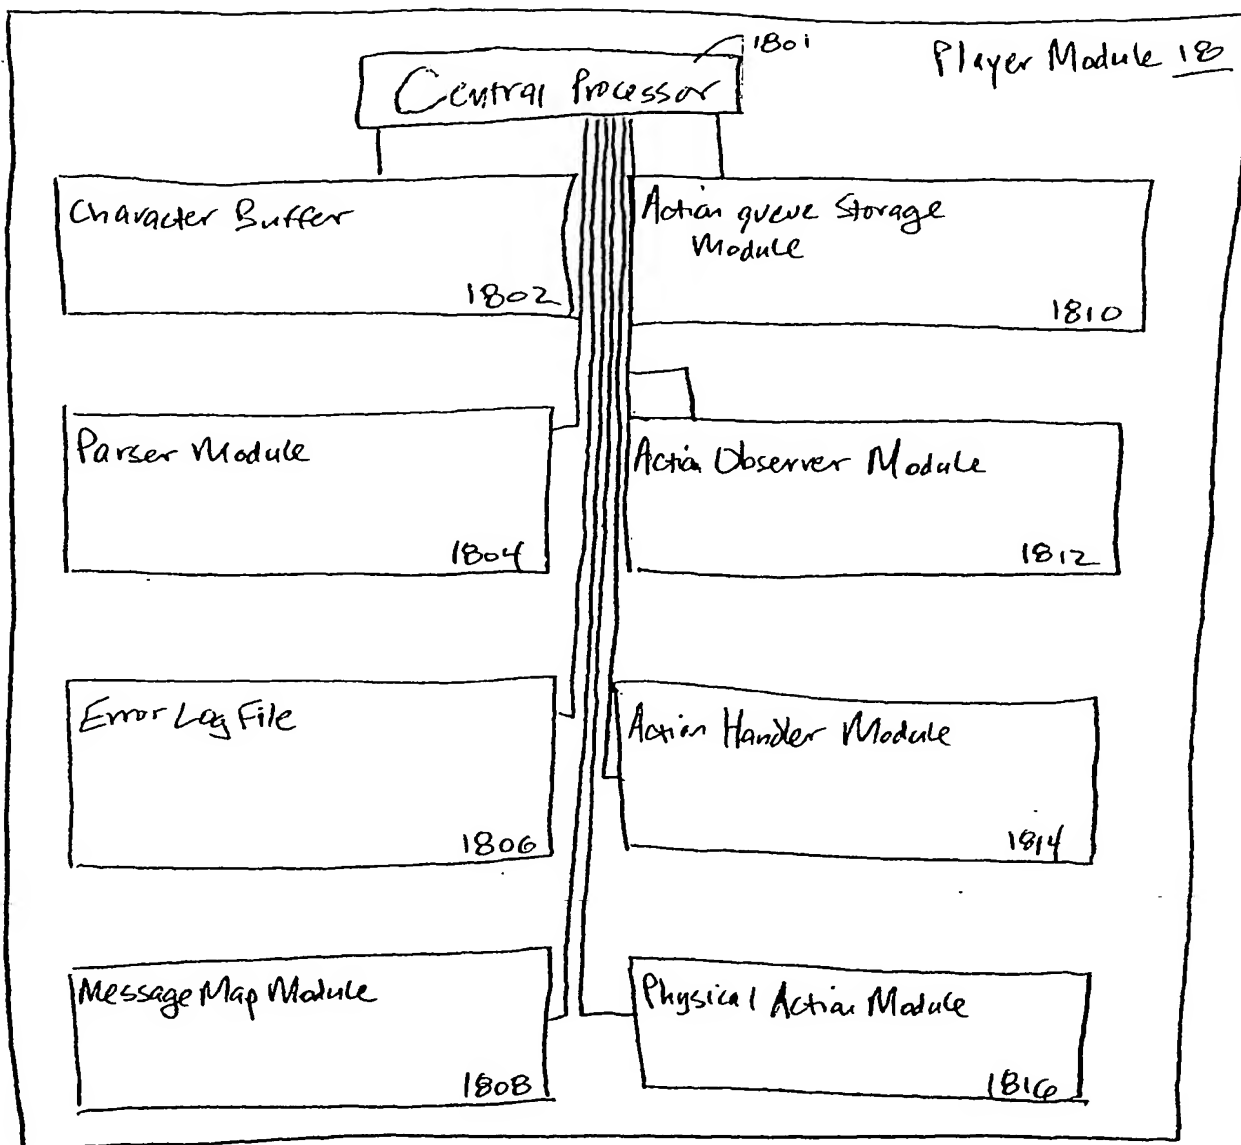 1801
Player Module 18
Central Processor
Character Buffer
1802
Action queue Storage
Module
1810
Parser Module
1804
Action Observer Module
1812
Error Log File
1806
Action Handler Module
1814
Message Map Module
1808
Physical Action Module
1816